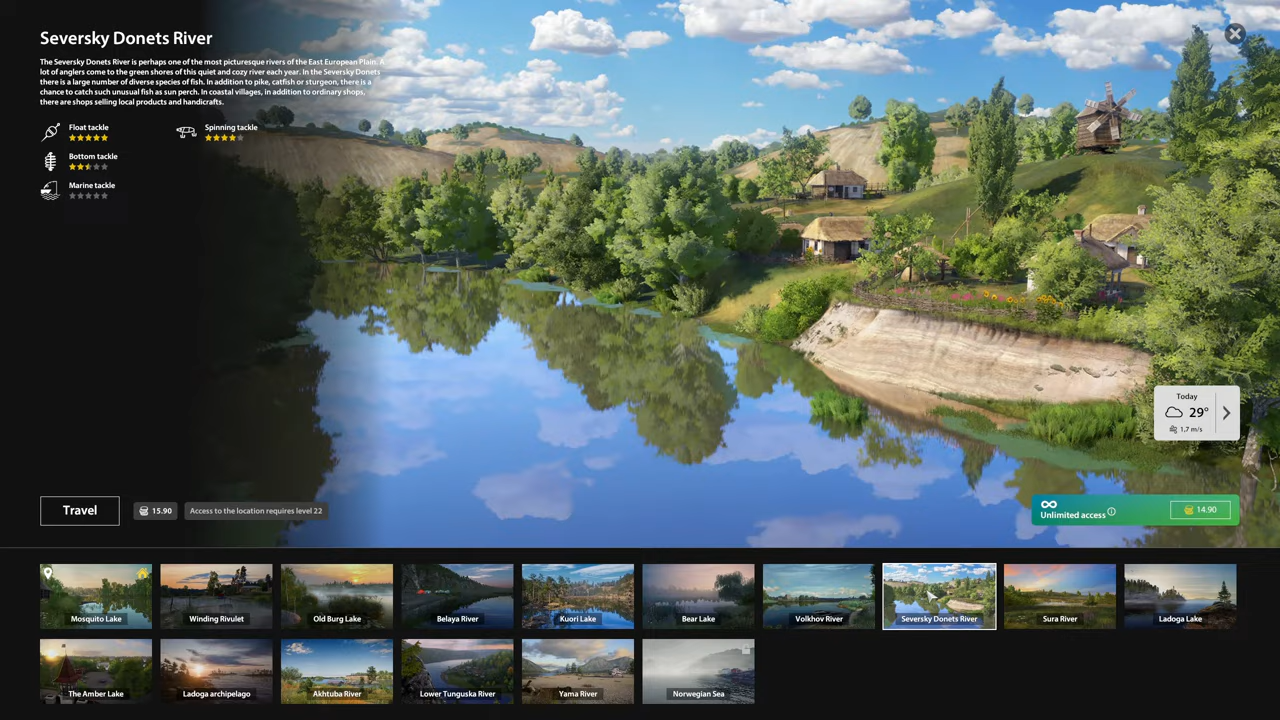 Seversky Donets River
The Seversky Donets River is perhaps one of the most picturesque rivers of the East European Plain. A
lot of anglers come to the green shores of this quiet and cozy river each year. In the Seversky Donets
there is a large number of diverse species of fish. In addition to pike, catfish or sturgeon, there is a
chance to catch such unusual fish as sun perch. In coastal villages, in addition to ordinary shops,
there are shops selling local products and handicrafts.
Float tackle
Spinning tackle
Bottom tackle
Marine tackle
Today
29°
1,7 m/s
Travel
15.90
Access to the location requires level 22
Unlimited access
14.90
Mosquito Lake
Winding Rivulet
Old Burg Lake
Belaya River
Kuori Lake
Bear Lake
Volkhov River
Seversky Donets River
Sura River
Ladoga Lake
The Amber Lake
Ladoga archipelago
Akhtuba River
Lower Tunguska River
Yama River
Norwegian Sea